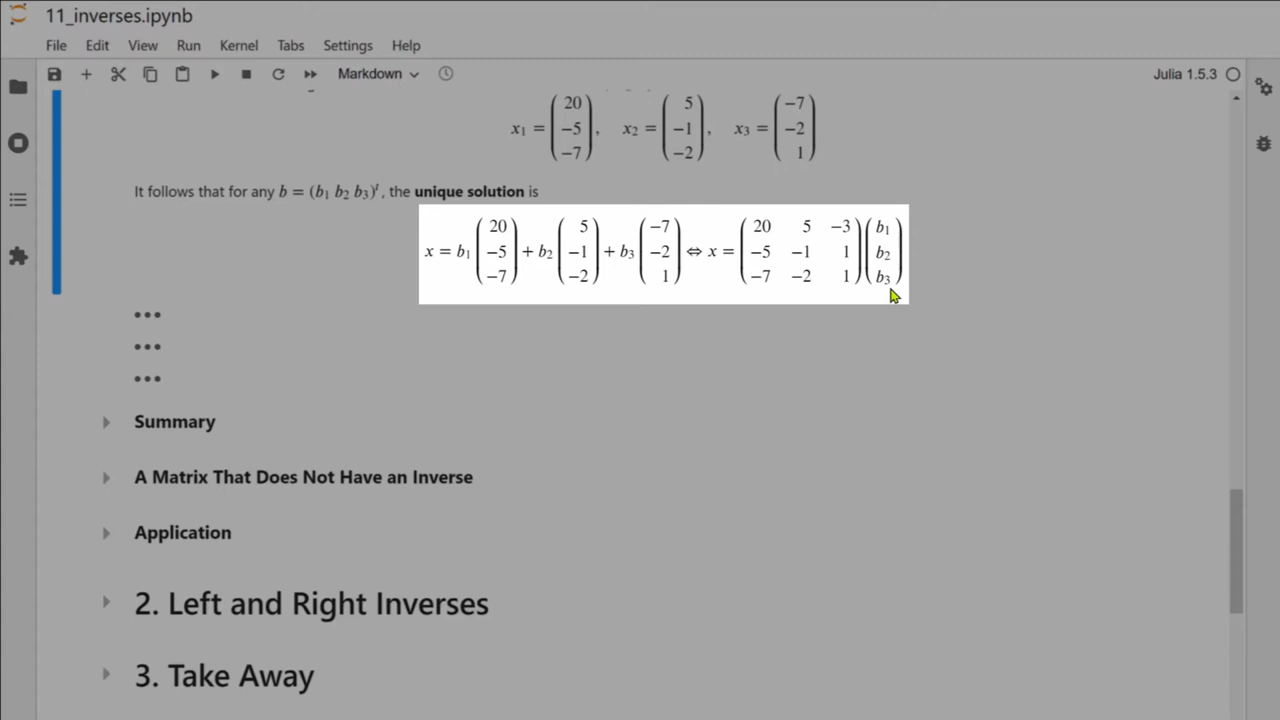 11_inverses.ipynb
File Edit View Run Kernel Tabs Settings Help
Markdown Julia 1.5.3
x₁ = (20 −5 −7), x₂ = (5 −1 −2), x₃ = (−7 −2 1)
It follows that for any b = (b₁ b₂ b₃)ᵗ, the unique solution is
x = b₁ (20 −5 −7) + b₂ (5 −1 −2) + b₃ (−7 −2 1) ⇔ x = (20 5 −3 −5 −1 1 −7 −2 1) (b₁ b₂ b₃)
•••
•••
•••
Summary
A Matrix That Does Not Have an Inverse
Application
2. Left and Right Inverses
3. Take Away